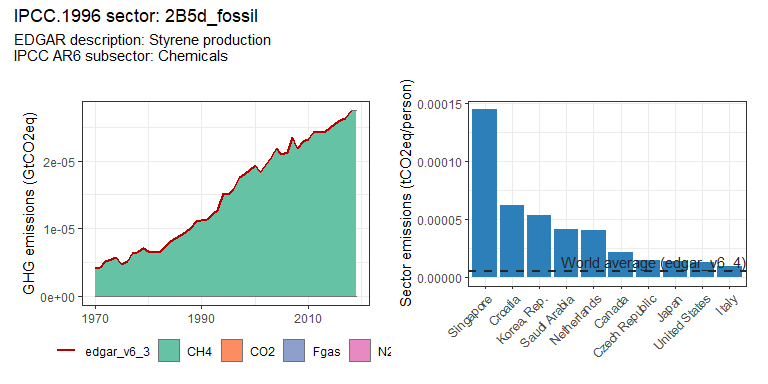 IPCC.1996 sector: 2B5d_fossil
EDGAR description: Styrene production
IPCC AR6 subsector: Chemicals
GHG emissions (GtCO2eq)
2e-05
1e-05
0e+00
1970
1990
2010
edgar_v6_3
CH4
CO2
Fgas
N2
Sector emissions (tCO2eq/person)
0.00015
0.00010
0.00005
0.00000
World average (edgar_v6_4)
Singapore
Croatia
Korea, Rep.
Saudi Arabia
Netherlands
Canada
Czech Republic
Japan
United States
Italy